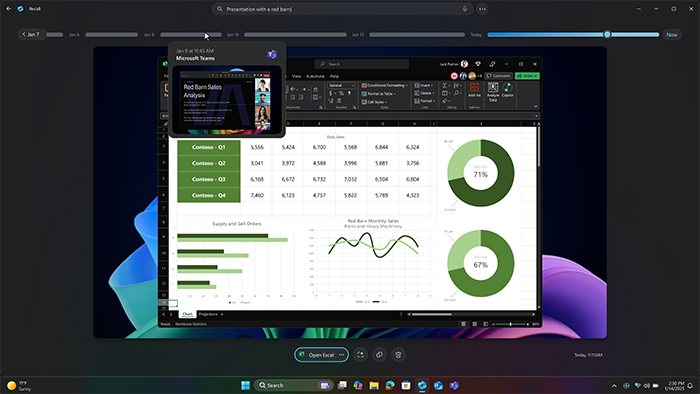 Recall
Presentation with a red barn
Jan 7
Jan 8
Jan 9
Jan 10
Jan 13
Today
Now
Jan 9 at 11:45 AM
Microsoft Teams
Red Barn Sales
Analysis
Search
Jack Purton
View
Automate
Help
Comments
Share
General
Conditional Formatting
Format as Table
Cell Styles
Insert
Delete
Format
Add-ins
Analyze
Data
Copilot
Daily Sales
Contoso - Q1 5,556 5,424 6,700 5,568 6,844 6,324
Contoso - Q2 3,041 3,972 4,588 3,996 5,881 3,756
Contoso - Q3 6,168 6,672 6,732 7,032 6,504 6,804
Contoso - Q4 7,460 6,123 4,757 5,822 5,789 4,323
71%
Supply and Sell Orders
Red Barn Monthly Sales
Barns and Heavy Machinery
67%
Chart
Projections
Ready
Workbook Statistics
Open Excel
Today, 11:11AM
77°F
Sunny
Search
2:30 PM
1/14/2025